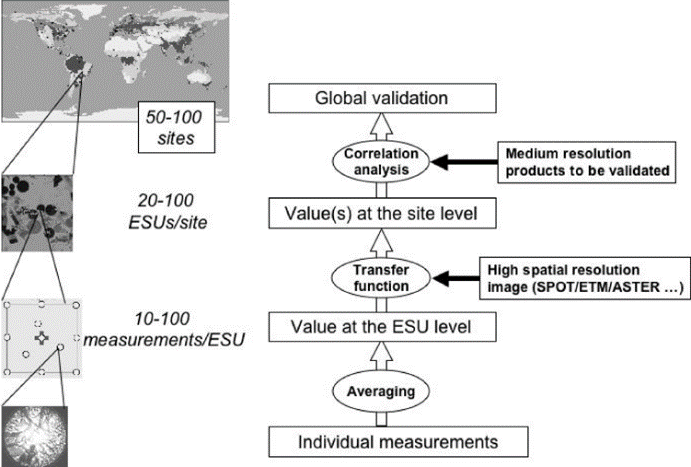 50-100
sites
20-100
ESUs/site
10-100
measurements/ESU
Global validation
Correlation
analysis
Medium resolution
products to be validated
Value(s) at the site level
Transfer
function
High spatial resolution
image (SPOT/ETM/ASTER ...)
Value at the ESU level
Averaging
Individual measurements